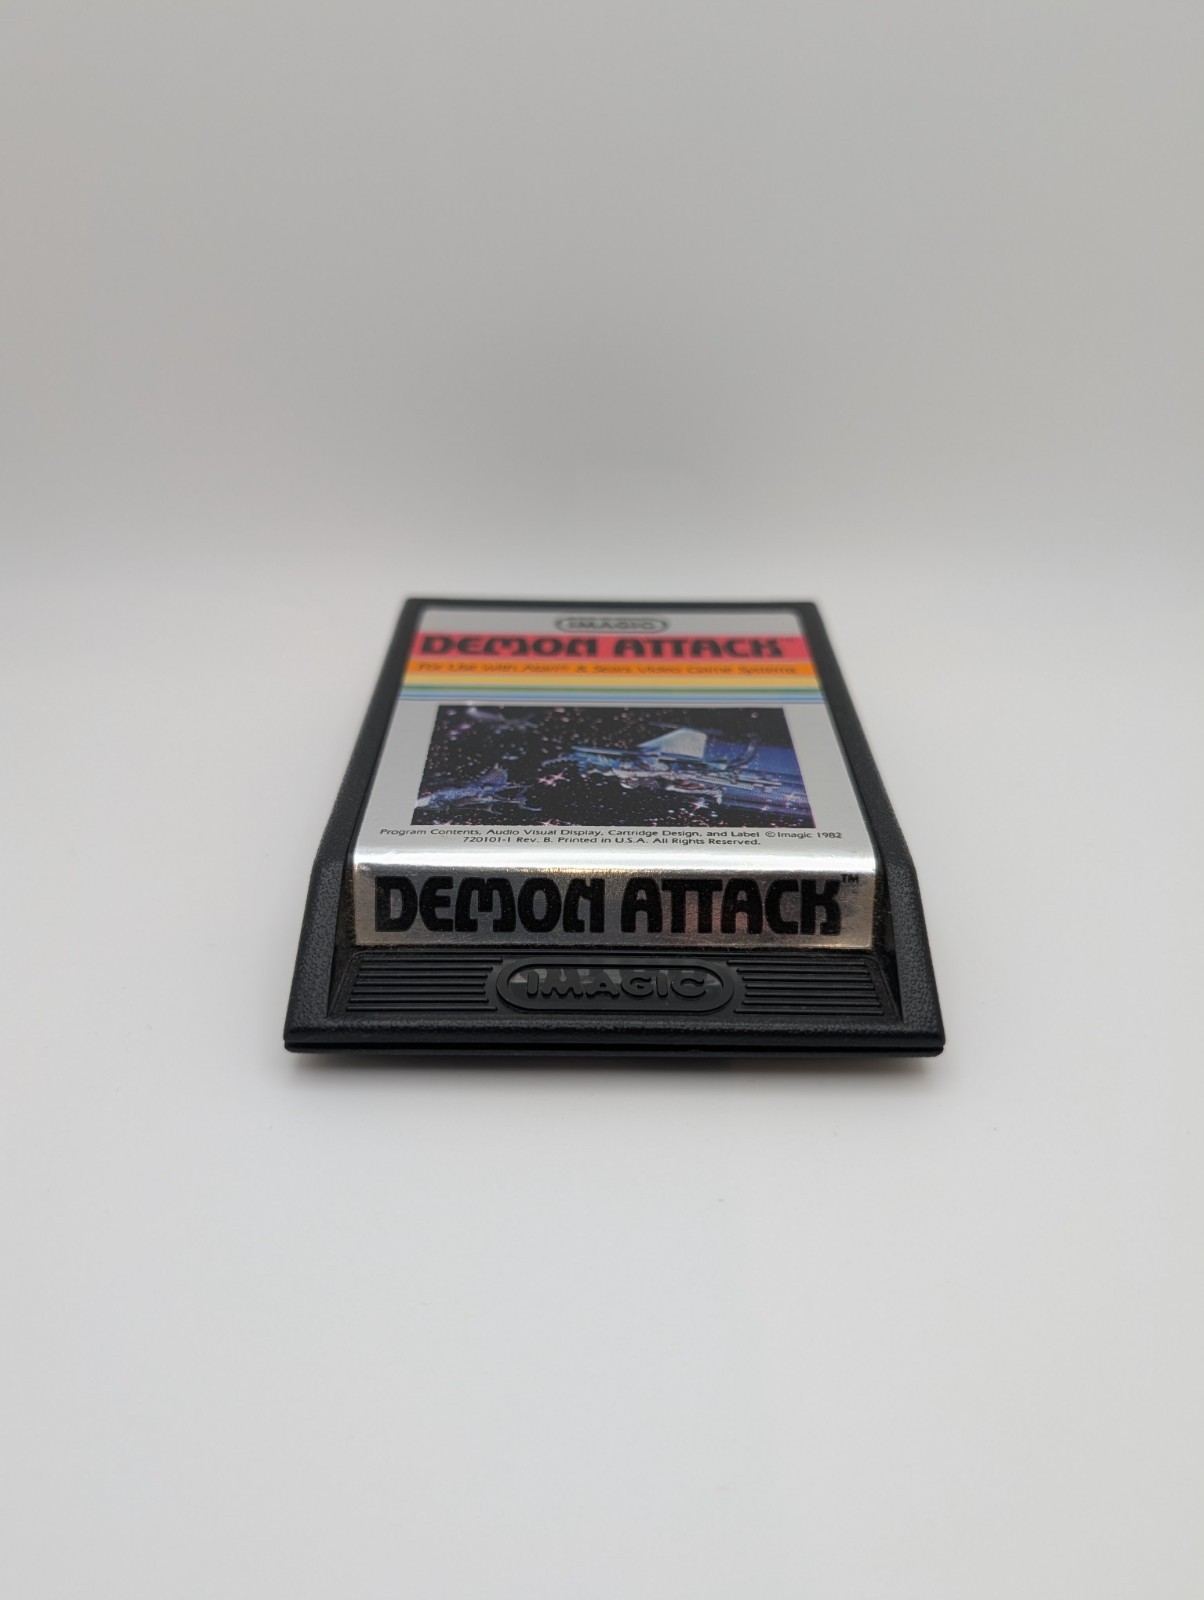 IMAGIC
DEMON ATTACK™
For Use with Atari® & Sears Video Game Systems
Program Contents, Audio Visual Display, Cartridge Design, and Label © Imagic 1982
720101-1 Rev. B. Printed in U.S.A. All Rights Reserved.
DEMON ATTACK™
IMAGIC